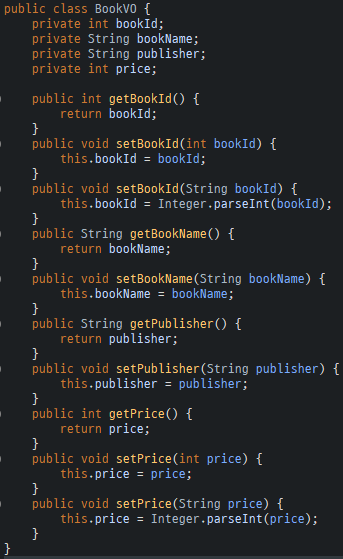 public class BookVO {
    private int bookId;
    private String bookName;
    private String publisher;
    private int price;

    public int getBookId() {
        return bookId;
    }
    public void setBookId(int bookId) {
        this.bookId = bookId;
    }
    public void setBookId(String bookId) {
        this.bookId = Integer.parseInt(bookId);
    }
    public String getBookName() {
        return bookName;
    }
    public void setBookName(String bookName) {
        this.bookName = bookName;
    }
    public String getPublisher() {
        return publisher;
    }
    public void setPublisher(String publisher) {
        this.publisher = publisher;
    }
    public int getPrice() {
        return price;
    }
    public void setPrice(int price) {
        this.price = price;
    }
    public void setPrice(String price) {
        this.price = Integer.parseInt(price);
    }
}